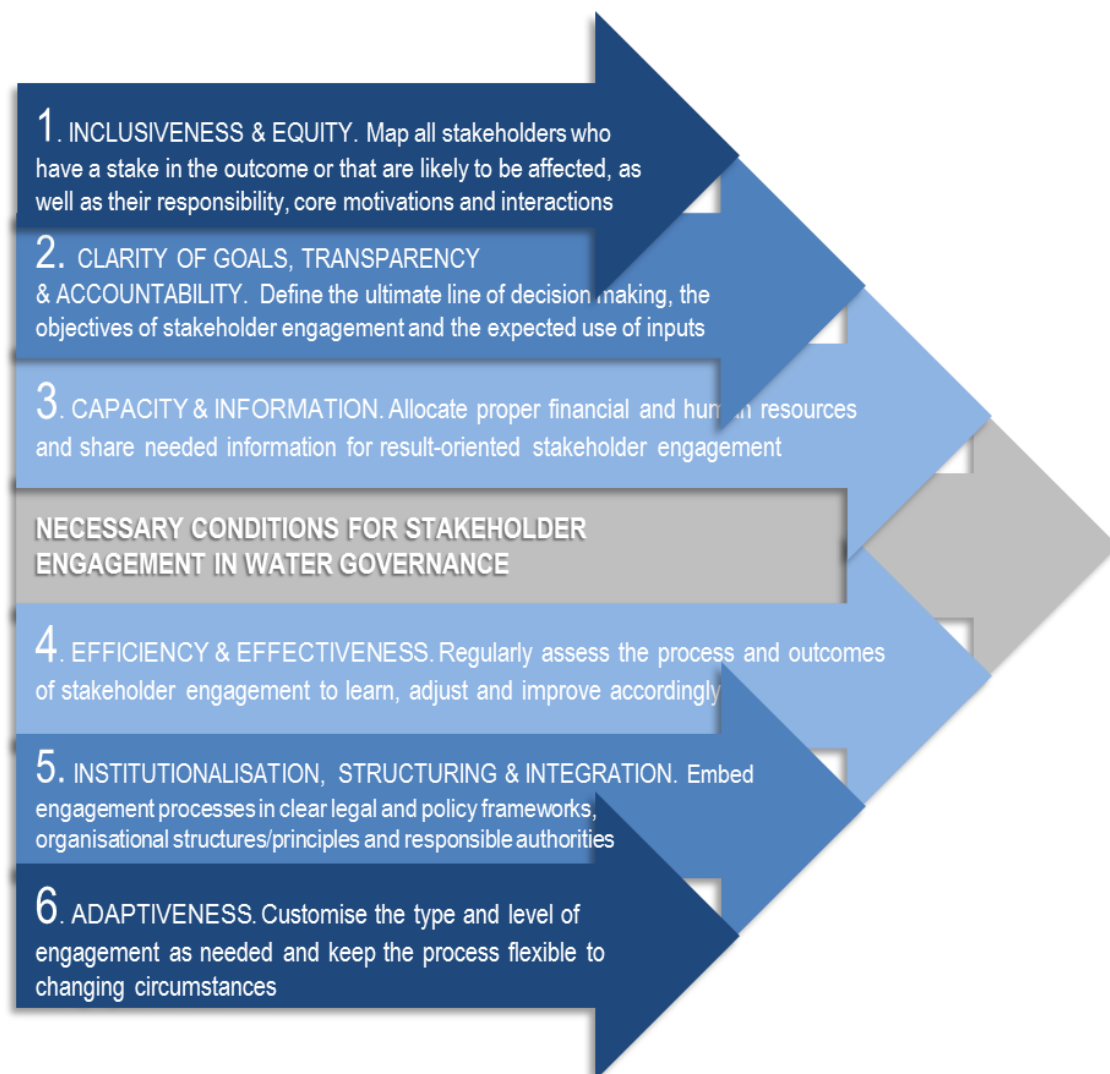 1. INCLUSIVENESS & EQUITY. Map all stakeholders who
have a stake in the outcome or that are likely to be affected, as
well as their responsibility, core motivations and interactions
2. CLARITY OF GOALS, TRANSPARENCY
& ACCOUNTABILITY. Define the ultimate line of decision making, the
objectives of stakeholder engagement and the expected use of inputs
3. CAPACITY & INFORMATION. Allocate proper financial and human resources
and share needed information for result-oriented stakeholder engagement
NECESSARY CONDITIONS FOR STAKEHOLDER
ENGAGEMENT IN WATER GOVERNANCE
4. EFFICIENCY & EFFECTIVENESS. Regularly assess the process and outcomes
of stakeholder engagement to learn, adjust and improve accordingly
5. INSTITUTIONALISATION, STRUCTURING & INTEGRATION. Embed
engagement processes in clear legal and policy frameworks,
organisational structures/principles and responsible authorities
6. ADAPTIVENESS. Customise the type and level of
engagement as needed and keep the process flexible to
changing circumstances